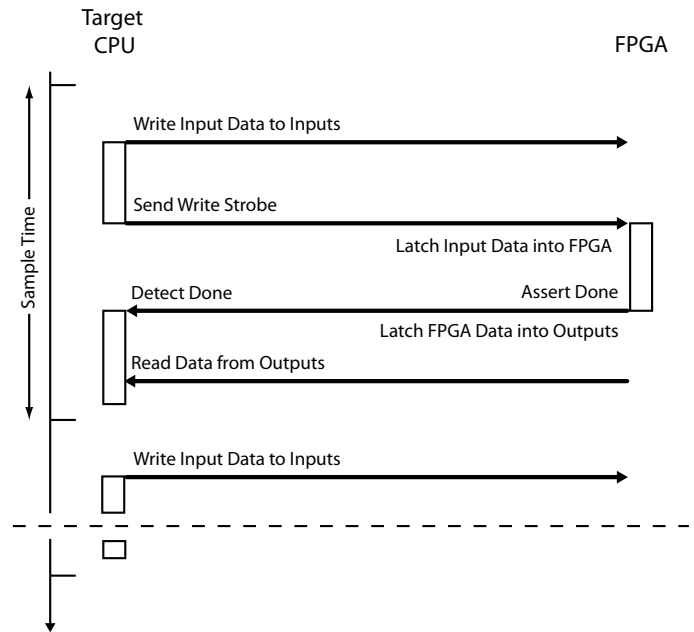 Target
CPU
FPGA
Write Input Data to Inputs
Send Write Strobe
Latch Input Data into FPGA
Sample Time
Detect Done
Assert Done
Latch FPGA Data into Outputs
Read Data from Outputs
Write Input Data to Inputs